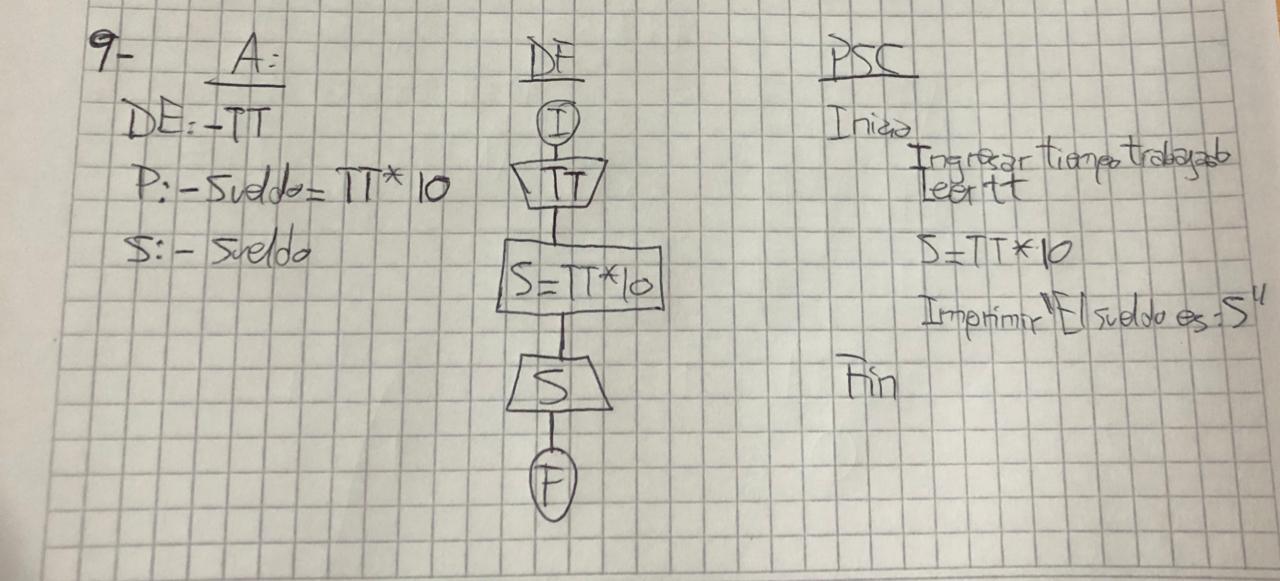 9-
A:
DE: -TT
P: - Sueldo = TT * 10
S: - Sueldo
DF
I
TT
S = TT * 10
S
F
PSC
Inicio
Ingresar tiempo trabajado
Leer tt
S = TT * 10
Imprimir "El sueldo es: S"
Fin